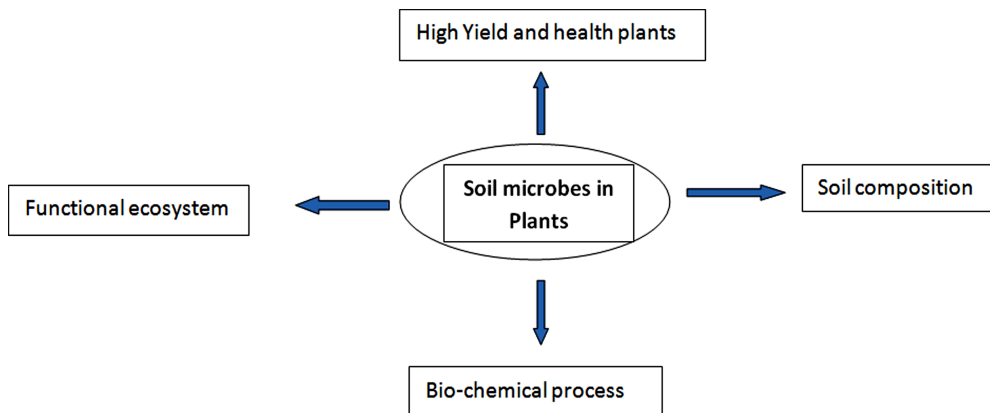 High Yield and health plants
Soil microbes in
Plants
Soil composition
Functional ecosystem
Bio-chemical process